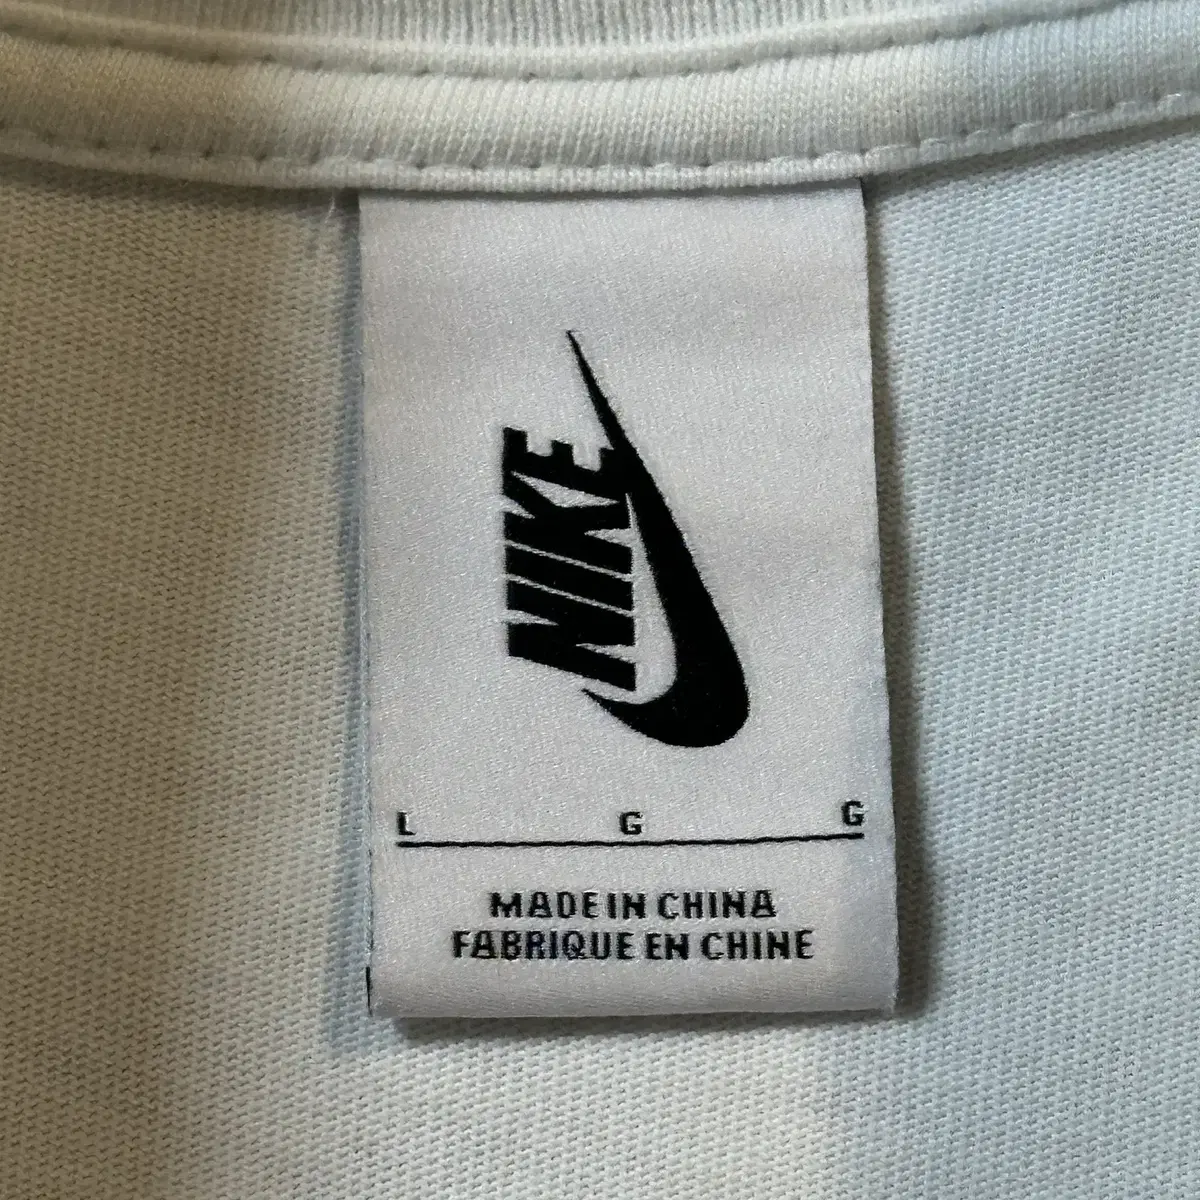 NIKE
L G G
MADE IN CHINA
FABRIQUE EN CHINE